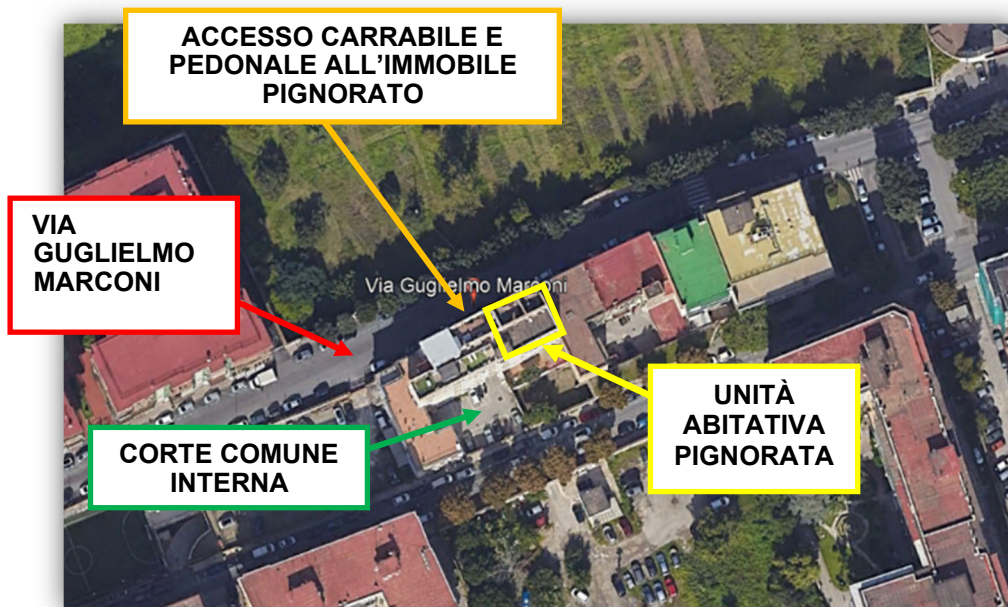 ACCESSO CARRABILE E
PEDONALE ALL’IMMOBILE
PIGNORATO
VIA
GUGLIELMO
MARCONI
Via Guglielmo Marconi
CORTE COMUNE
INTERNA
UNITÀ
ABITATIVA
PIGNORATA